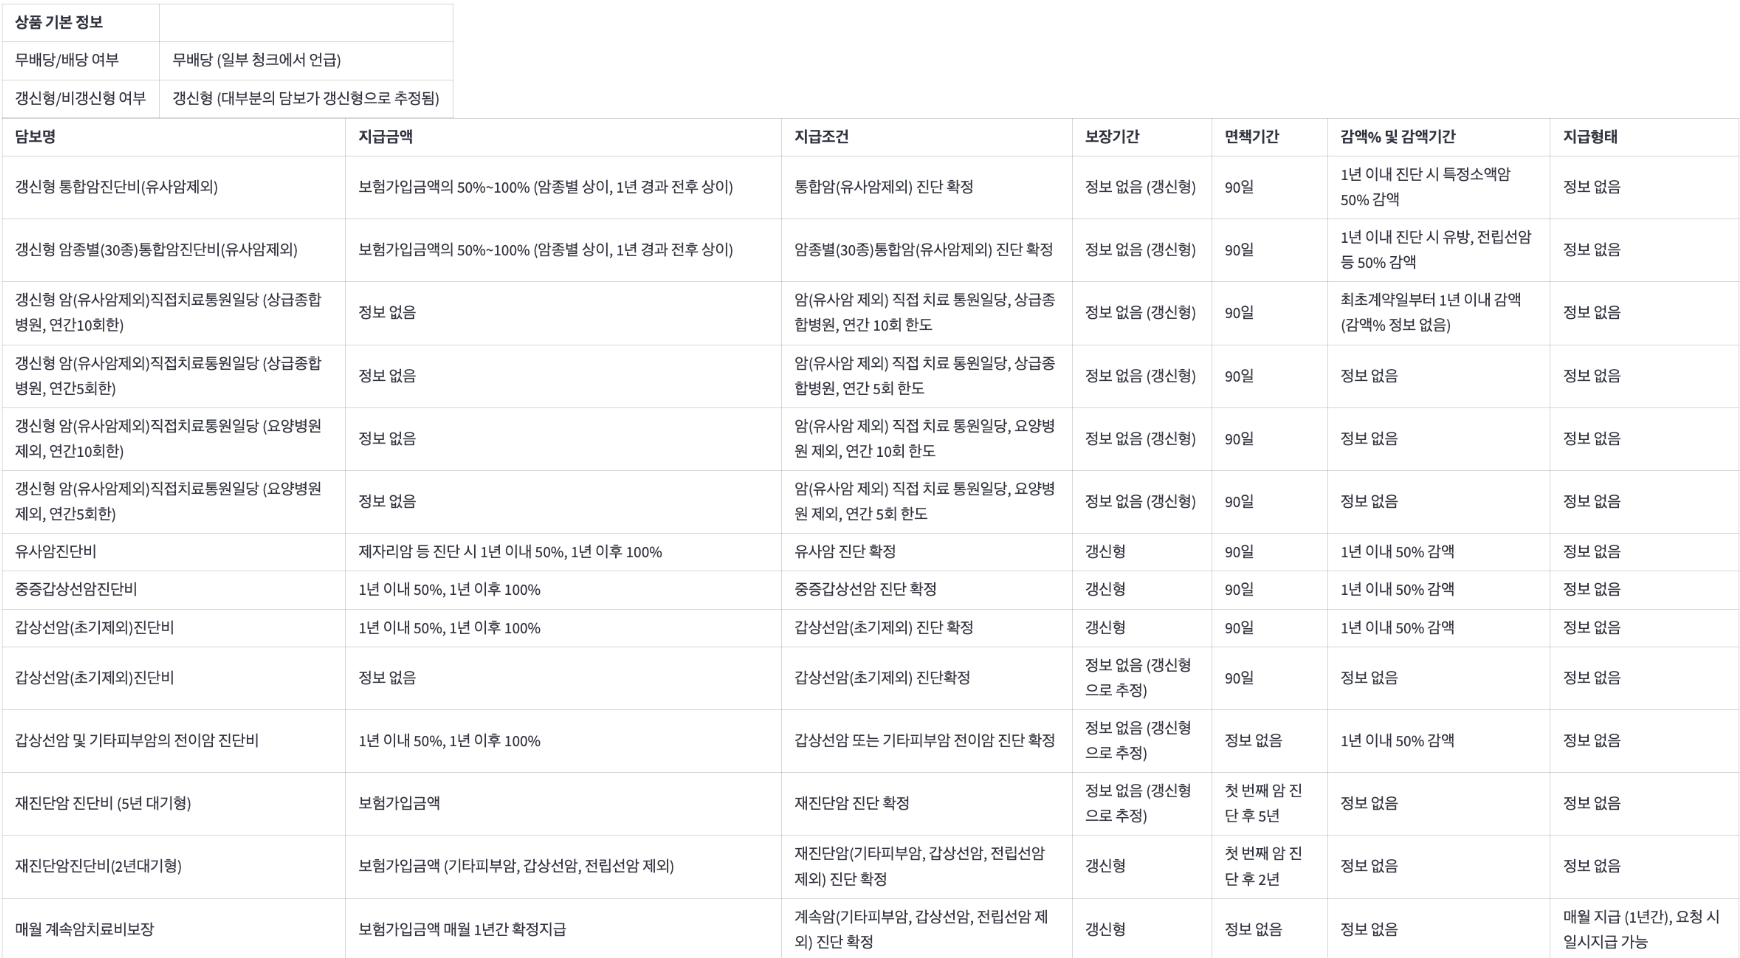 상품 기본 정보
무배당/배당 여부 무배당 (일부 청크에서 언급)
갱신형/비갱신형 여부 갱신형 (대부분의 담보가 갱신형으로 추정됨)
담보명 지급금액 지급조건 보장기간 면책기간 감액% 및 감액기간 지급형태
갱신형 통합암진단비(유사암제외) 보험가입금액의 50%~100% (암종별 상이, 1년 경과 전후 상이) 통합암(유사암제외) 진단 확정 정보 없음 (갱신형) 90일 1년 이내 진단 시 특정소액암
50% 감액 정보 없음
갱신형 암종별(30종)통합암진단비(유사암제외) 보험가입금액의 50%~100% (암종별 상이, 1년 경과 전후 상이) 암종별(30종)통합암(유사암제외) 진단 확정 정보 없음 (갱신형) 90일 1년 이내 진단 시 유방, 전립선암
등 50% 감액 정보 없음
갱신형 암(유사암제외)직접치료통원일당 (상급종합
병원, 연간10회한) 정보 없음 암(유사암 제외) 직접 치료 통원일당, 상급종
합병원, 연간 10회 한도 정보 없음 (갱신형) 90일 최초계약일부터 1년 이내 감액
(감액% 정보 없음) 정보 없음
갱신형 암(유사암제외)직접치료통원일당 (상급종합
병원, 연간5회한) 정보 없음 암(유사암 제외) 직접 치료 통원일당, 상급종
합병원, 연간 5회 한도 정보 없음 (갱신형) 90일 정보 없음 정보 없음
갱신형 암(유사암제외)직접치료통원일당 (요양병원
제외, 연간10회한) 정보 없음 암(유사암 제외) 직접 치료 통원일당, 요양병
원 제외, 연간 10회 한도 정보 없음 (갱신형) 90일 정보 없음 정보 없음
갱신형 암(유사암제외)직접치료통원일당 (요양병원
제외, 연간5회한) 정보 없음 암(유사암 제외) 직접 치료 통원일당, 요양병
원 제외, 연간 5회 한도 정보 없음 (갱신형) 90일 정보 없음 정보 없음
유사암진단비 제자리암 등 진단 시 1년 이내 50%, 1년 이후 100% 유사암 진단 확정 갱신형 90일 1년 이내 50% 감액 정보 없음
중증갑상선암진단비 1년 이내 50%, 1년 이후 100% 중증갑상선암 진단 확정 갱신형 90일 1년 이내 50% 감액 정보 없음
갑상선암(초기제외)진단비 1년 이내 50%, 1년 이후 100% 갑상선암(초기제외) 진단 확정 갱신형 90일 1년 이내 50% 감액 정보 없음
갑상선암(초기제외)진단비 정보 없음 갑상선암(초기제외) 진단확정 정보 없음 (갱신형
으로 추정) 90일 정보 없음 정보 없음
갑상선암 및 기타피부암의 전이암 진단비 1년 이내 50%, 1년 이후 100% 갑상선암 또는 기타피부암 전이암 진단 확정 정보 없음 (갱신형
으로 추정) 정보 없음 1년 이내 50% 감액 정보 없음
재진단암 진단비 (5년 대기형) 보험가입금액 재진단암 진단 확정 정보 없음 (갱신형
으로 추정) 첫 번째 암 진
단 후 5년 정보 없음 정보 없음
재진단암진단비(2년대기형) 보험가입금액 (기타피부암, 갑상선암, 전립선암 제외) 재진단암(기타피부암, 갑상선암, 전립선암
제외) 진단 확정 갱신형 첫 번째 암 진
단 후 2년 정보 없음 정보 없음
매월 계속암치료비보장 보험가입금액 매월 1년간 확정지급 계속암(기타피부암, 갑상선암, 전립선암 제
외) 진단 확정 갱신형 정보 없음 정보 없음 매월 지급 (1년간), 요청 시
일시지급 가능